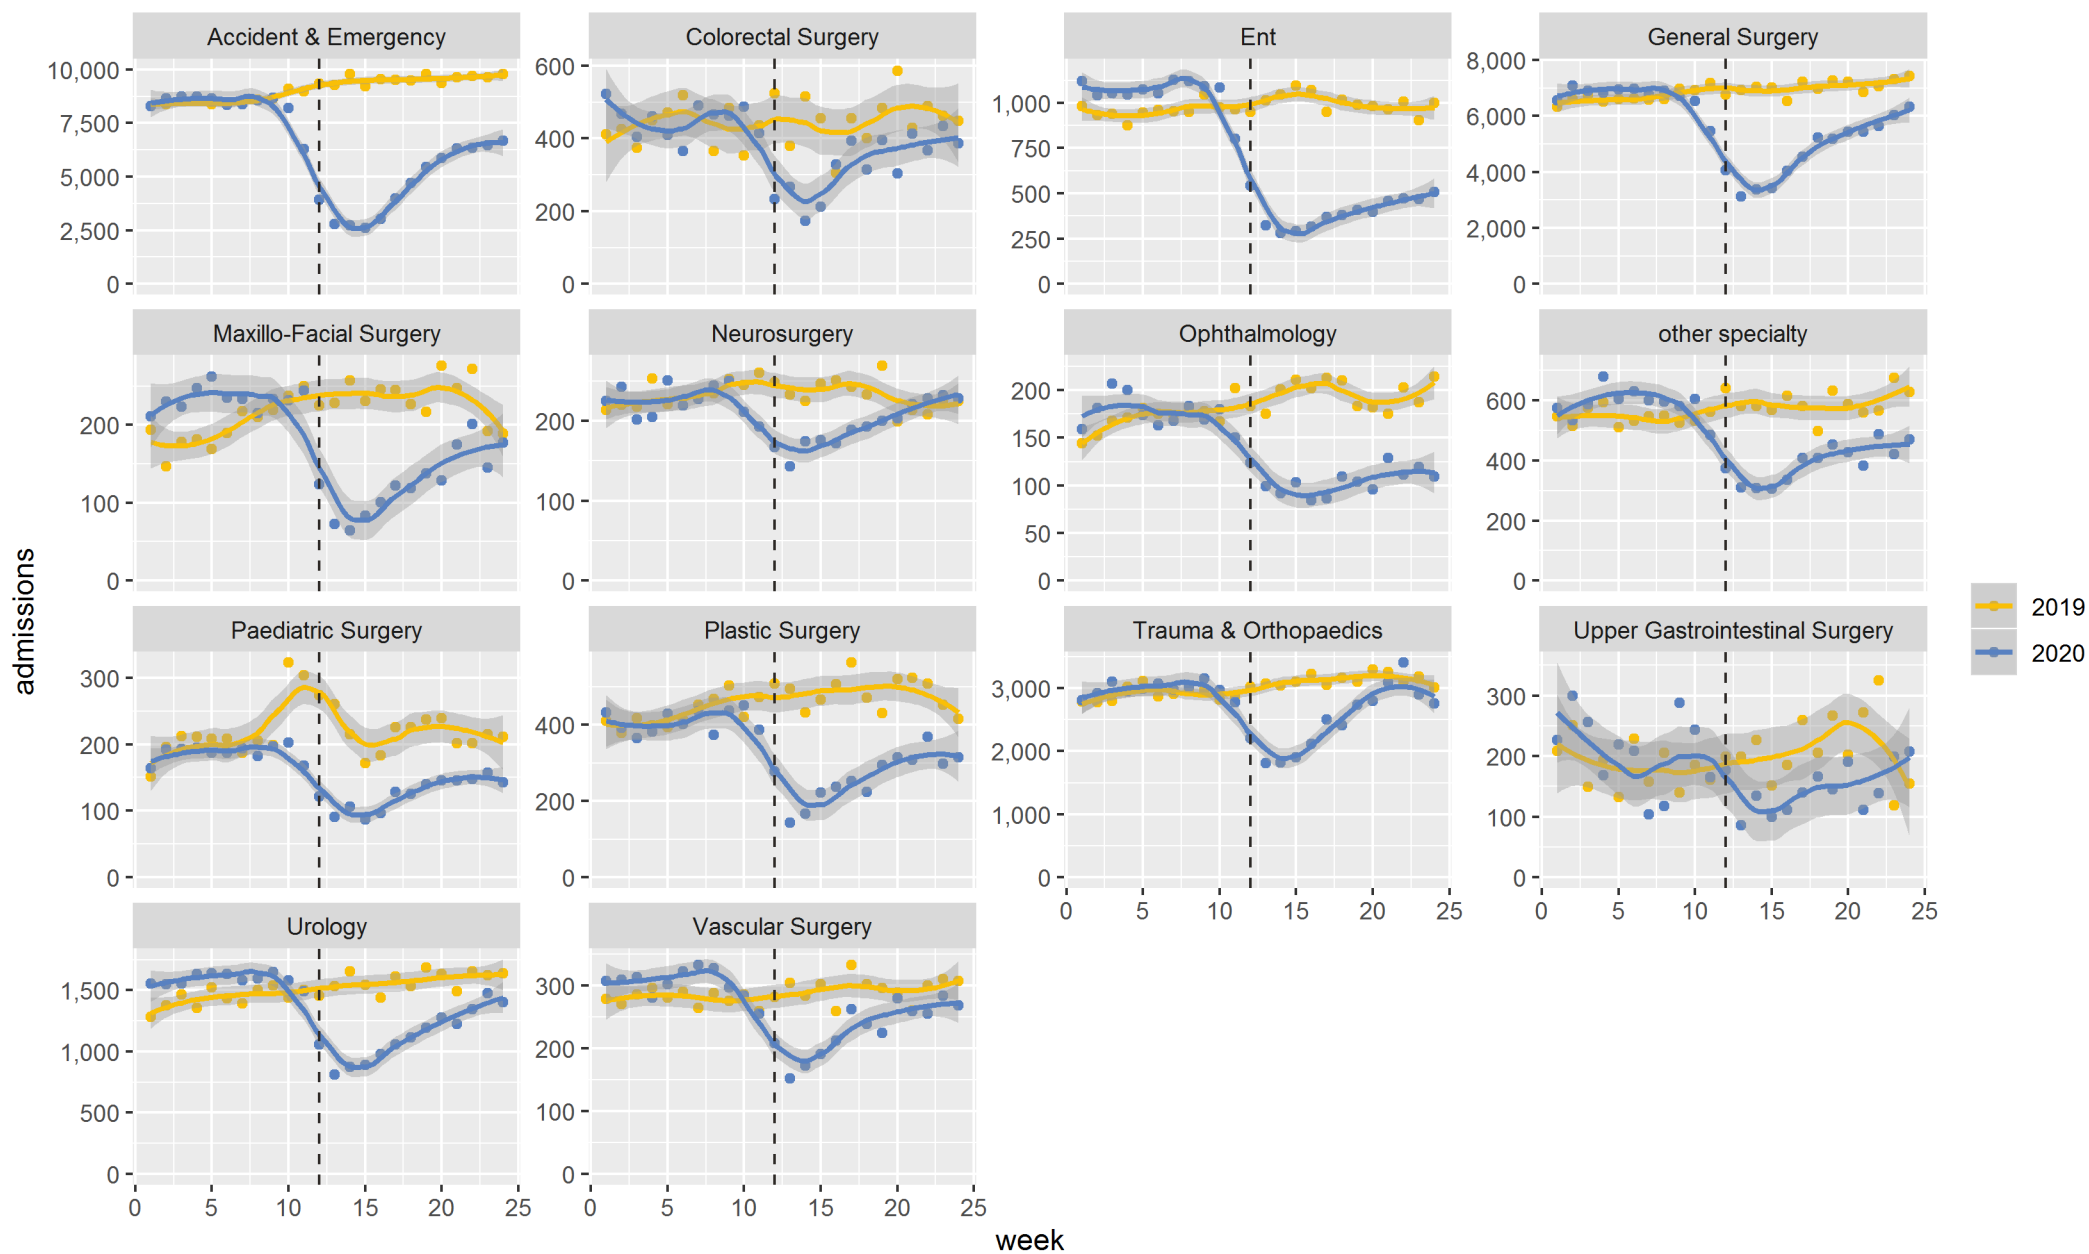 Accident & Emergency
Colorectal Surgery
Ent
General Surgery
10,000
7,500
5,000
2,500
0
600
400
200
0
1,000
750
500
250
0
8,000
6,000
4,000
2,000
0
Maxillo-Facial Surgery
Neurosurgery
Ophthalmology
other specialty
200
100
0
200
100
0
200
150
100
50
0
600
400
200
0
admissions
2019
2020
Paediatric Surgery
Plastic Surgery
Trauma & Orthopaedics
Upper Gastrointestinal Surgery
300
200
100
0
400
200
0
3,000
2,000
1,000
0
300
200
100
0
0 5 10 15 20 25
0 5 10 15 20 25
Urology
Vascular Surgery
1,500
1,000
500
0
300
200
100
0
0 5 10 15 20 25
0 5 10 15 20 25
week